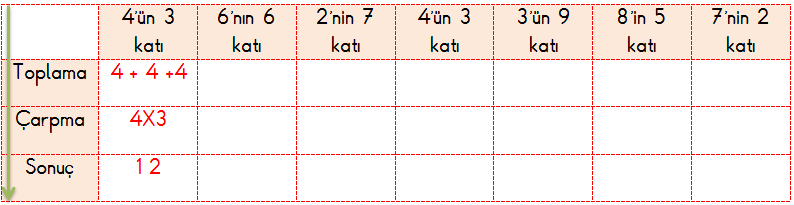 4'ün 3 katı 6'nın 6 katı 2'nin 7 katı 4'ün 3 katı 3'ün 9 katı 8'in 5 katı 7'nin 2 katı
Toplama 4 + 4 +4
Çarpma 4X3
Sonuç 1 2